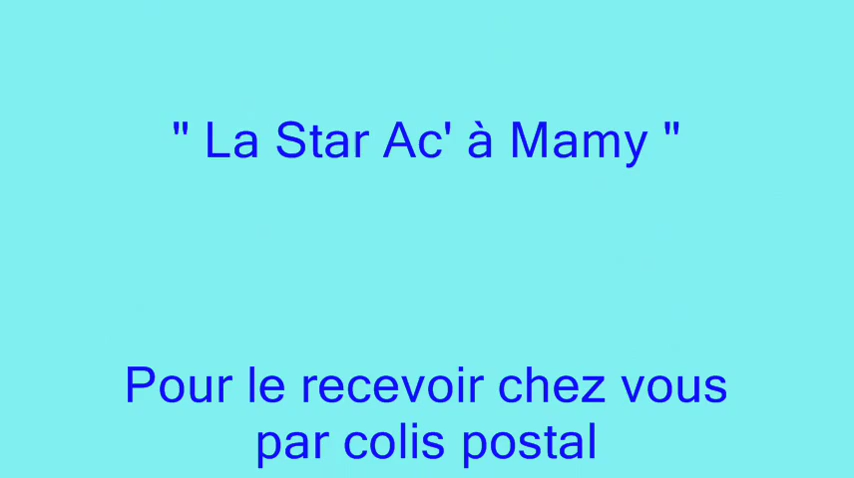 " La Star Ac' à Mamy "
Pour le recevoir chez vous
par colis postal